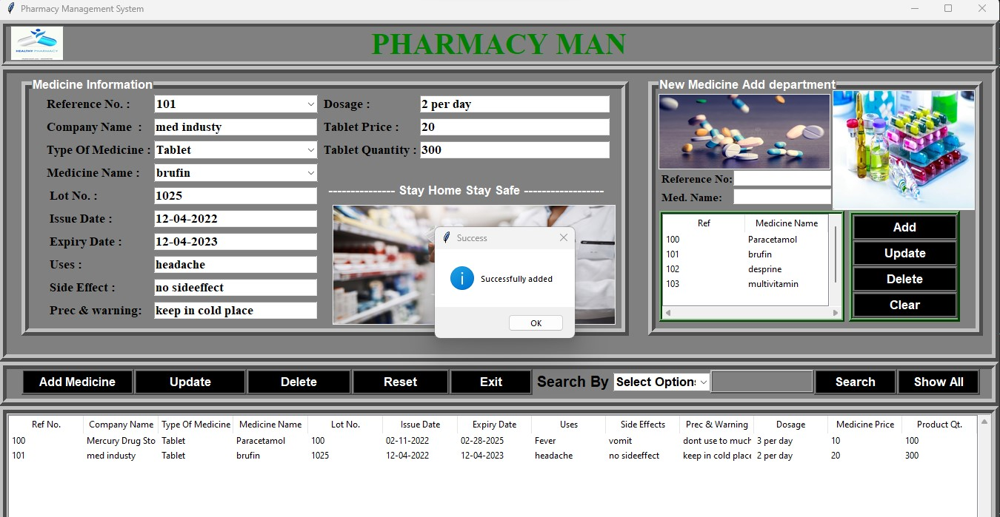 Pharmacy Management System
HEALTHY PHARMACY
PHARMACY MAN
Medicine Information
Reference No. : 101
Company Name : med industy
Type Of Medicine : Tablet
Medicine Name : brufin
Lot No. : 1025
Issue Date : 12-04-2022
Expiry Date : 12-04-2023
Uses : headache
Side Effect : no sideeffect
Prec & warning: keep in cold place
Dosage : 2 per day
Tablet Price : 20
Tablet Quantity : 300
--------------- Stay Home Stay Safe ------------------
Success
Successfully added
OK
New Medicine Add department
Reference No:
Med. Name:
Ref Medicine Name
100 Paracetamol
101 brufin
102 desprine
103 multivitamin
Add
Update
Delete
Clear
Add Medicine Update Delete Reset Exit Search By Select Options Search Show All
Ref No. Company Name Type Of Medicine Medicine Name Lot No. Issue Date Expiry Date Uses Side Effects Prec & Warning Dosage Medicine Price Product Qt.
100 Mercury Drug Sto Tablet Paracetamol 100 02-11-2022 02-28-2025 Fever vomit dont use to much 3 per day 10 100
101 med industy Tablet brufin 1025 12-04-2022 12-04-2023 headache no sideeffect keep in cold place 2 per day 20 300